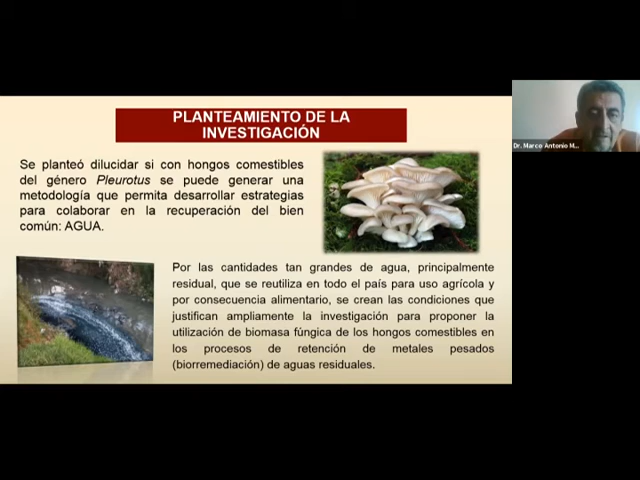 PLANTEAMIENTO DE LA
INVESTIGACIÓN
Se planteó dilucidar si con hongos comestibles
del género Pleurotus se puede generar una
metodología que permita desarrollar estrategias
para colaborar en la recuperación del bien
común: AGUA.
Por las cantidades tan grandes de agua, principalmente
residual, que se reutiliza en todo el país para uso agrícola y
por consecuencia alimentario, se crean las condiciones que
justifican ampliamente la investigación para proponer la
utilización de biomasa fúngica de los hongos comestibles en
los procesos de retención de metales pesados
(biorremediación) de aguas residuales.
Dr. Marco Antonio M...